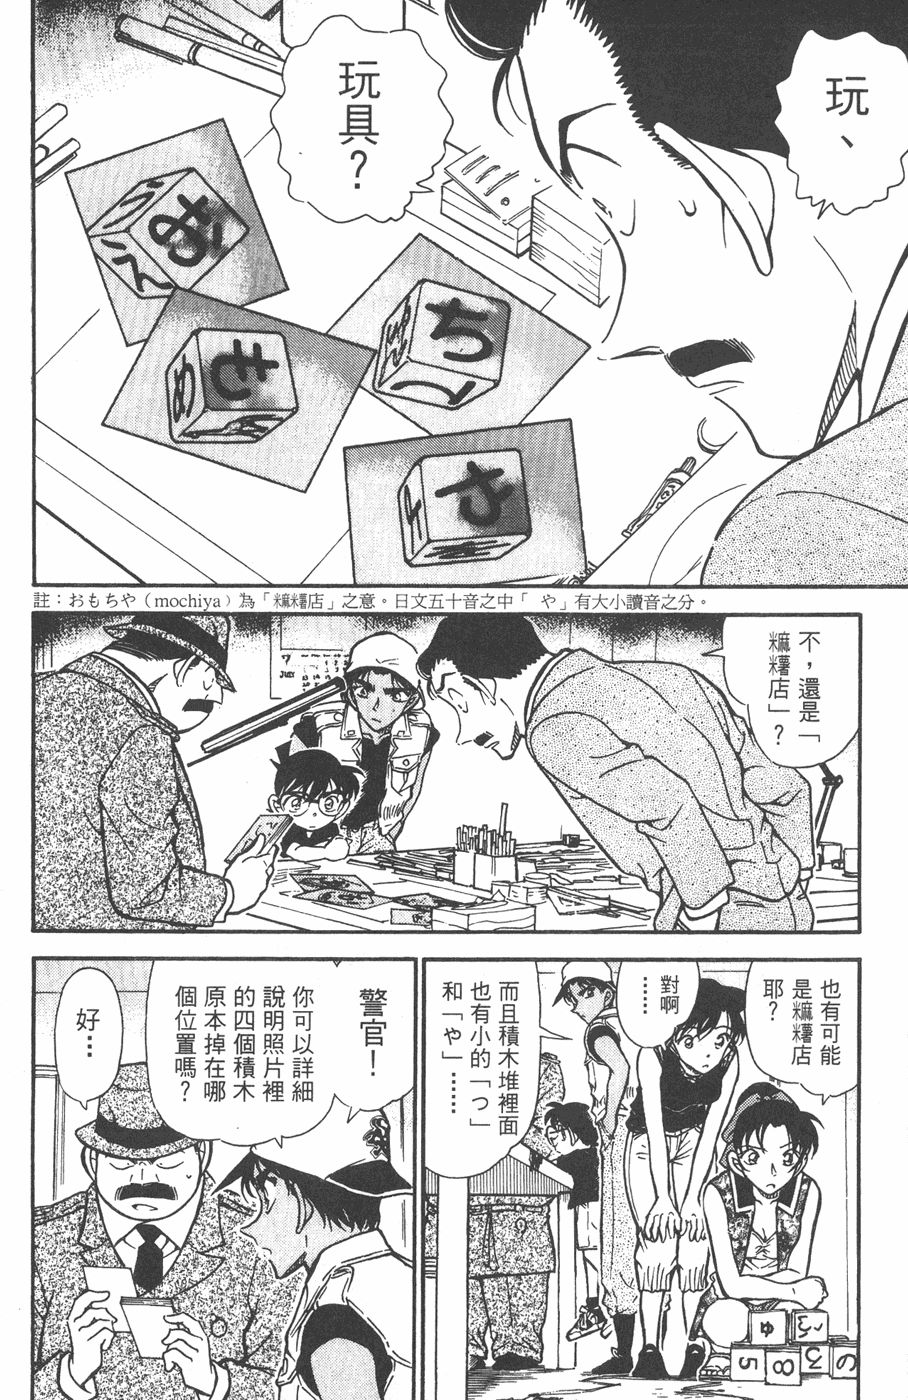 玩、
玩
具
？
お
き
ち
さ
註：おもちや（mochiya）為「麻糬店」之意。日文五十音之中「 や」有大小讀音之分。
不，還是「
麻糬店」？
也有可能
是麻糬店
耶？
對啊
……
而且積木堆裡面
也有小的「っ」
和「ゃ」……
警官！
你可以詳細
說明照片裡
的四個積木
原本掉在哪
個位置嗎？
好…